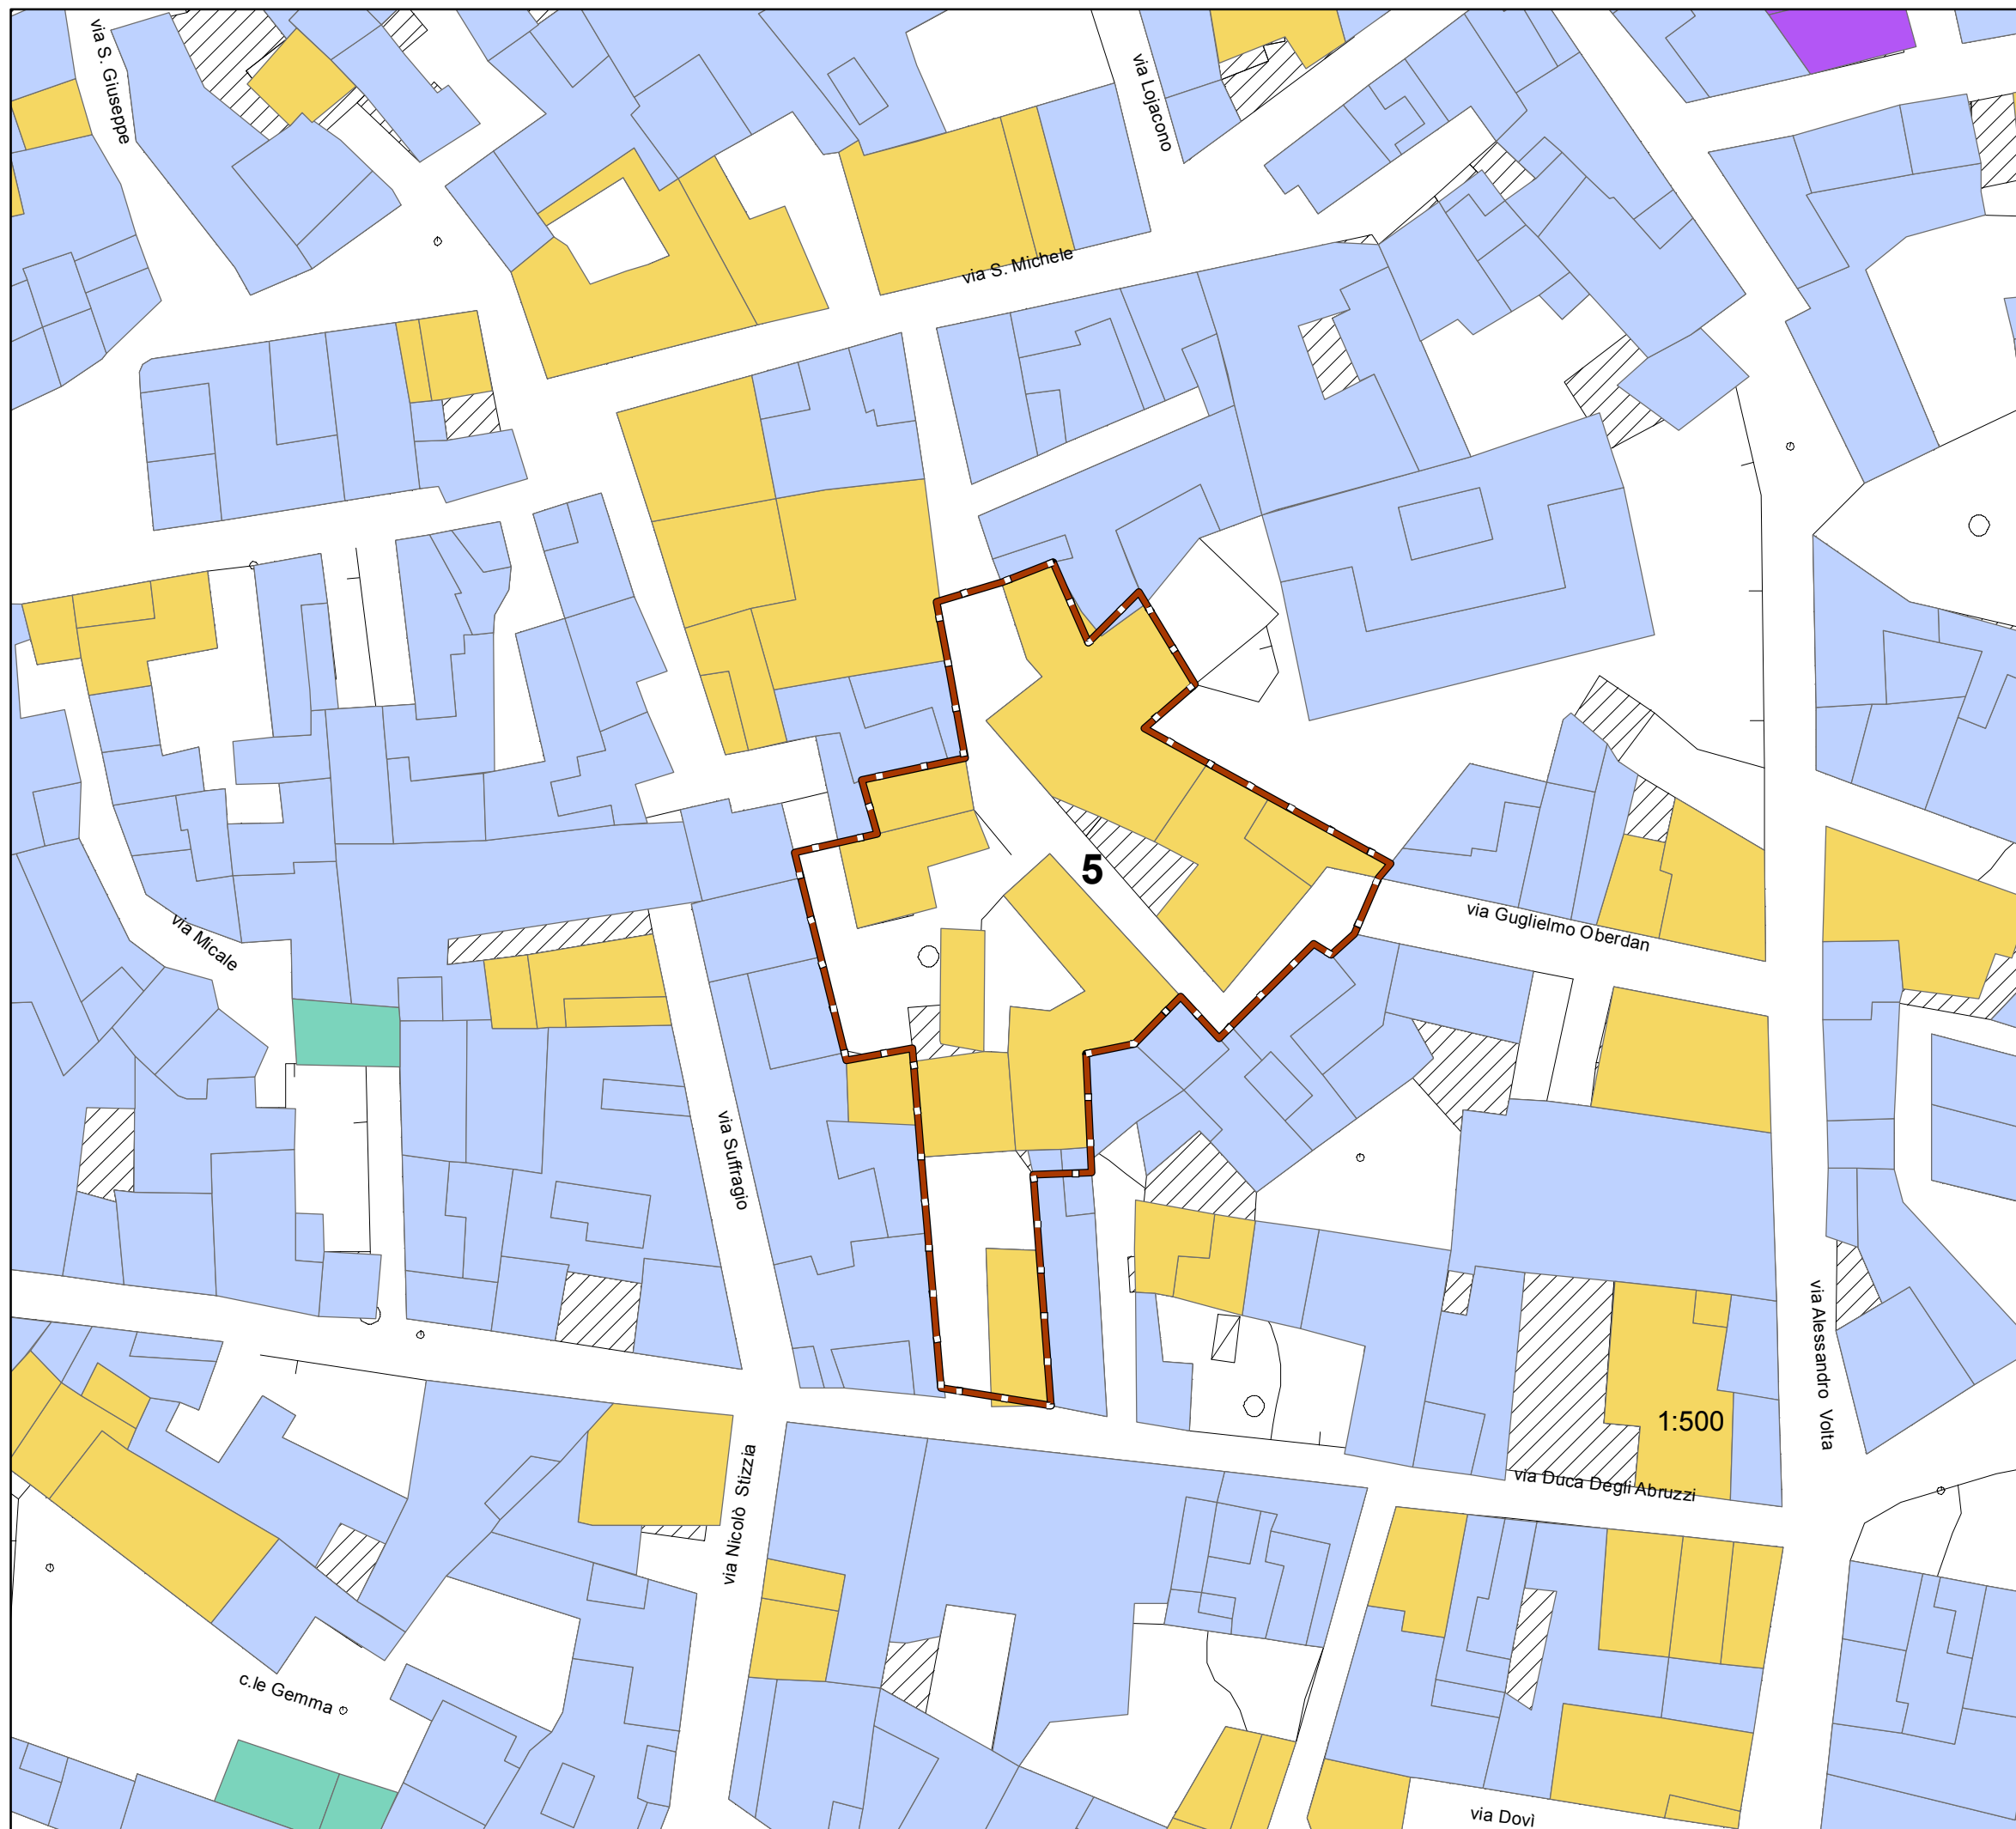 via S. Giuseppe
via Lojacono
via S. Michele
5
via Guglielmo Oberdan
via Micale
via Suffragio
via Alessandro Volta
1:500
via Duca Degli Abruzzi
via Nicolò Stizzia
c.le Gemma
via Dovì